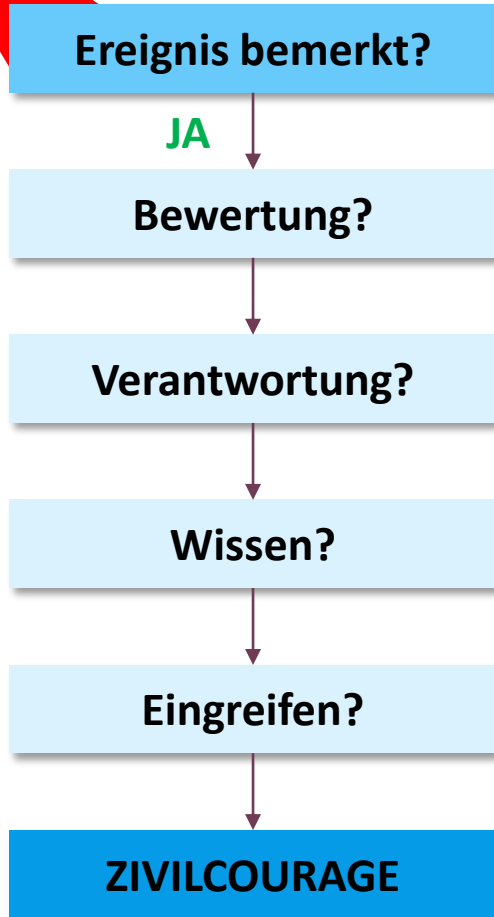 Ereignis bemerkt?
JA
Bewertung?
Verantwortung?
Wissen?
Eingreifen?
ZIVILCOURAGE